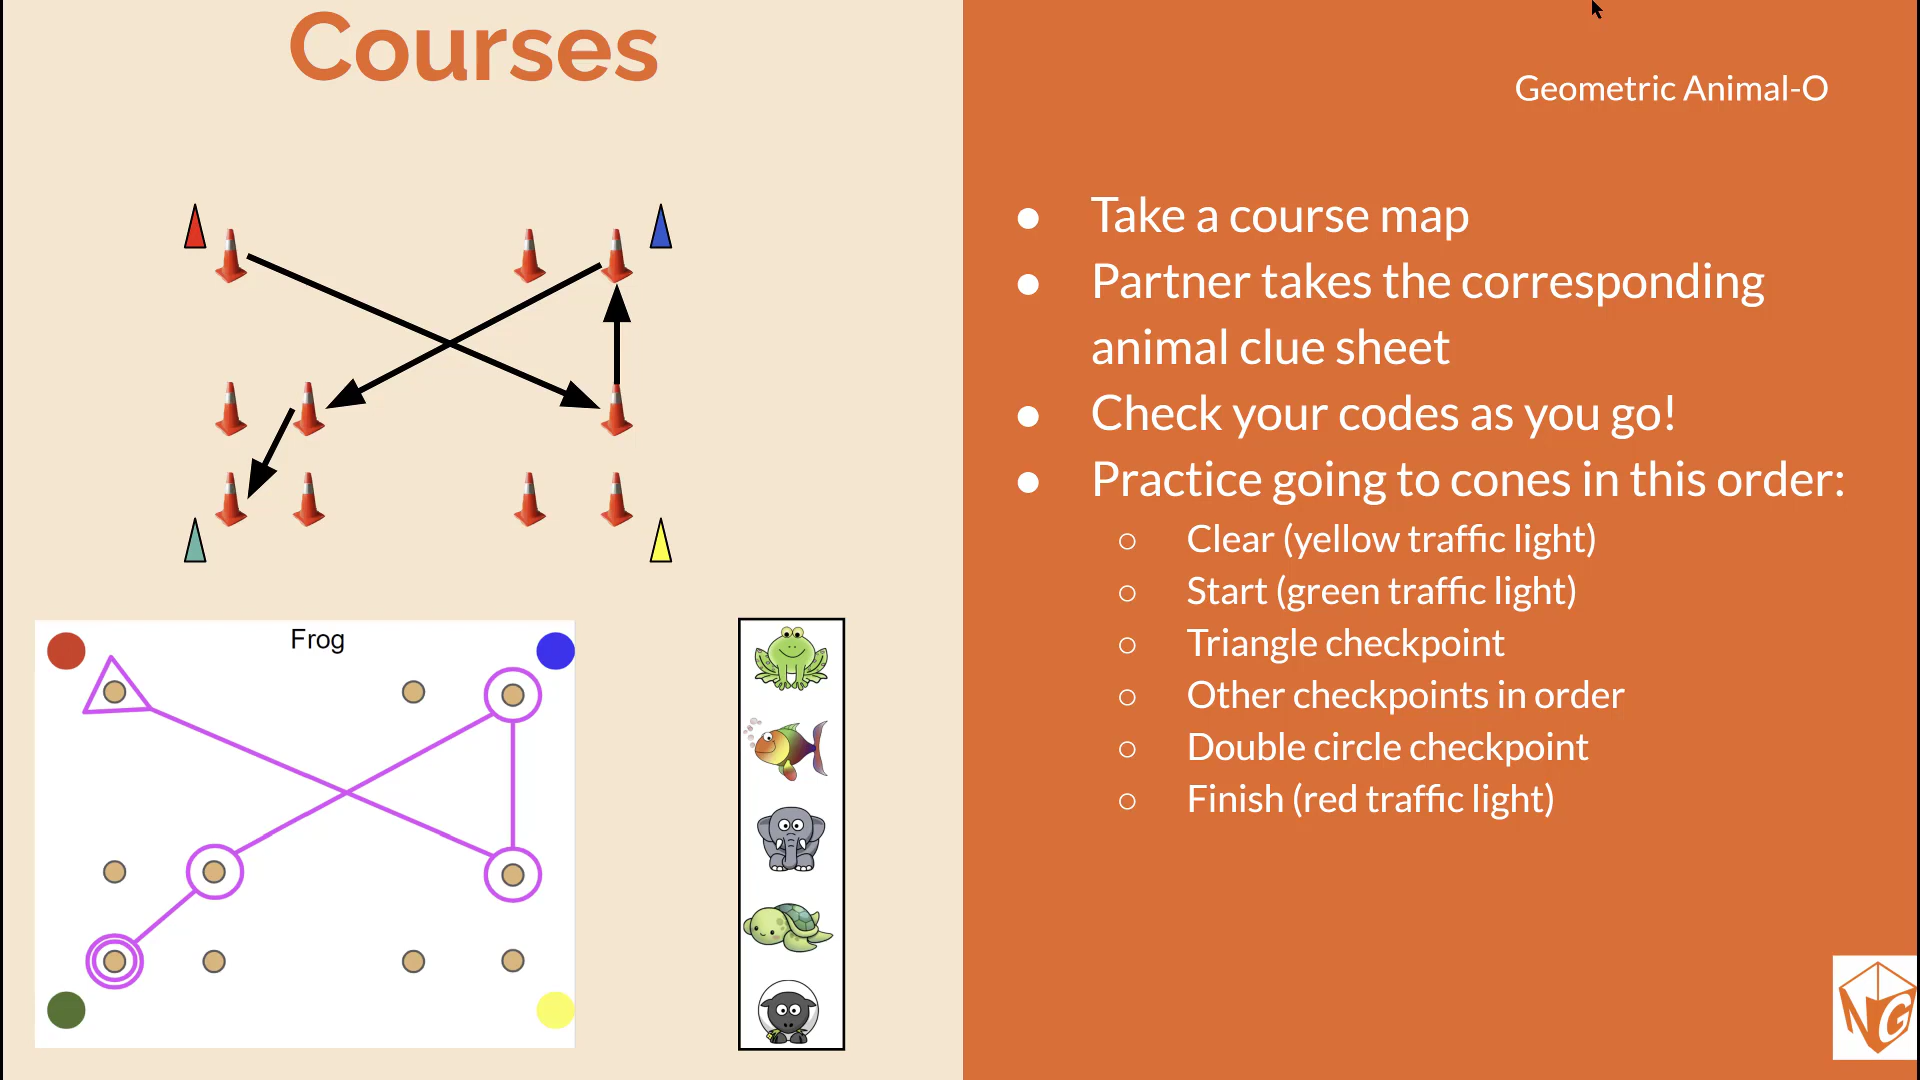 Courses
Geometric Animal-O
● Take a course map
● Partner takes the corresponding
animal clue sheet
● Check your codes as you go!
● Practice going to cones in this order:
○ Clear (yellow traffic light)
○ Start (green traffic light)
○ Triangle checkpoint
○ Other checkpoints in order
○ Double circle checkpoint
○ Finish (red traffic light)
Frog
NG